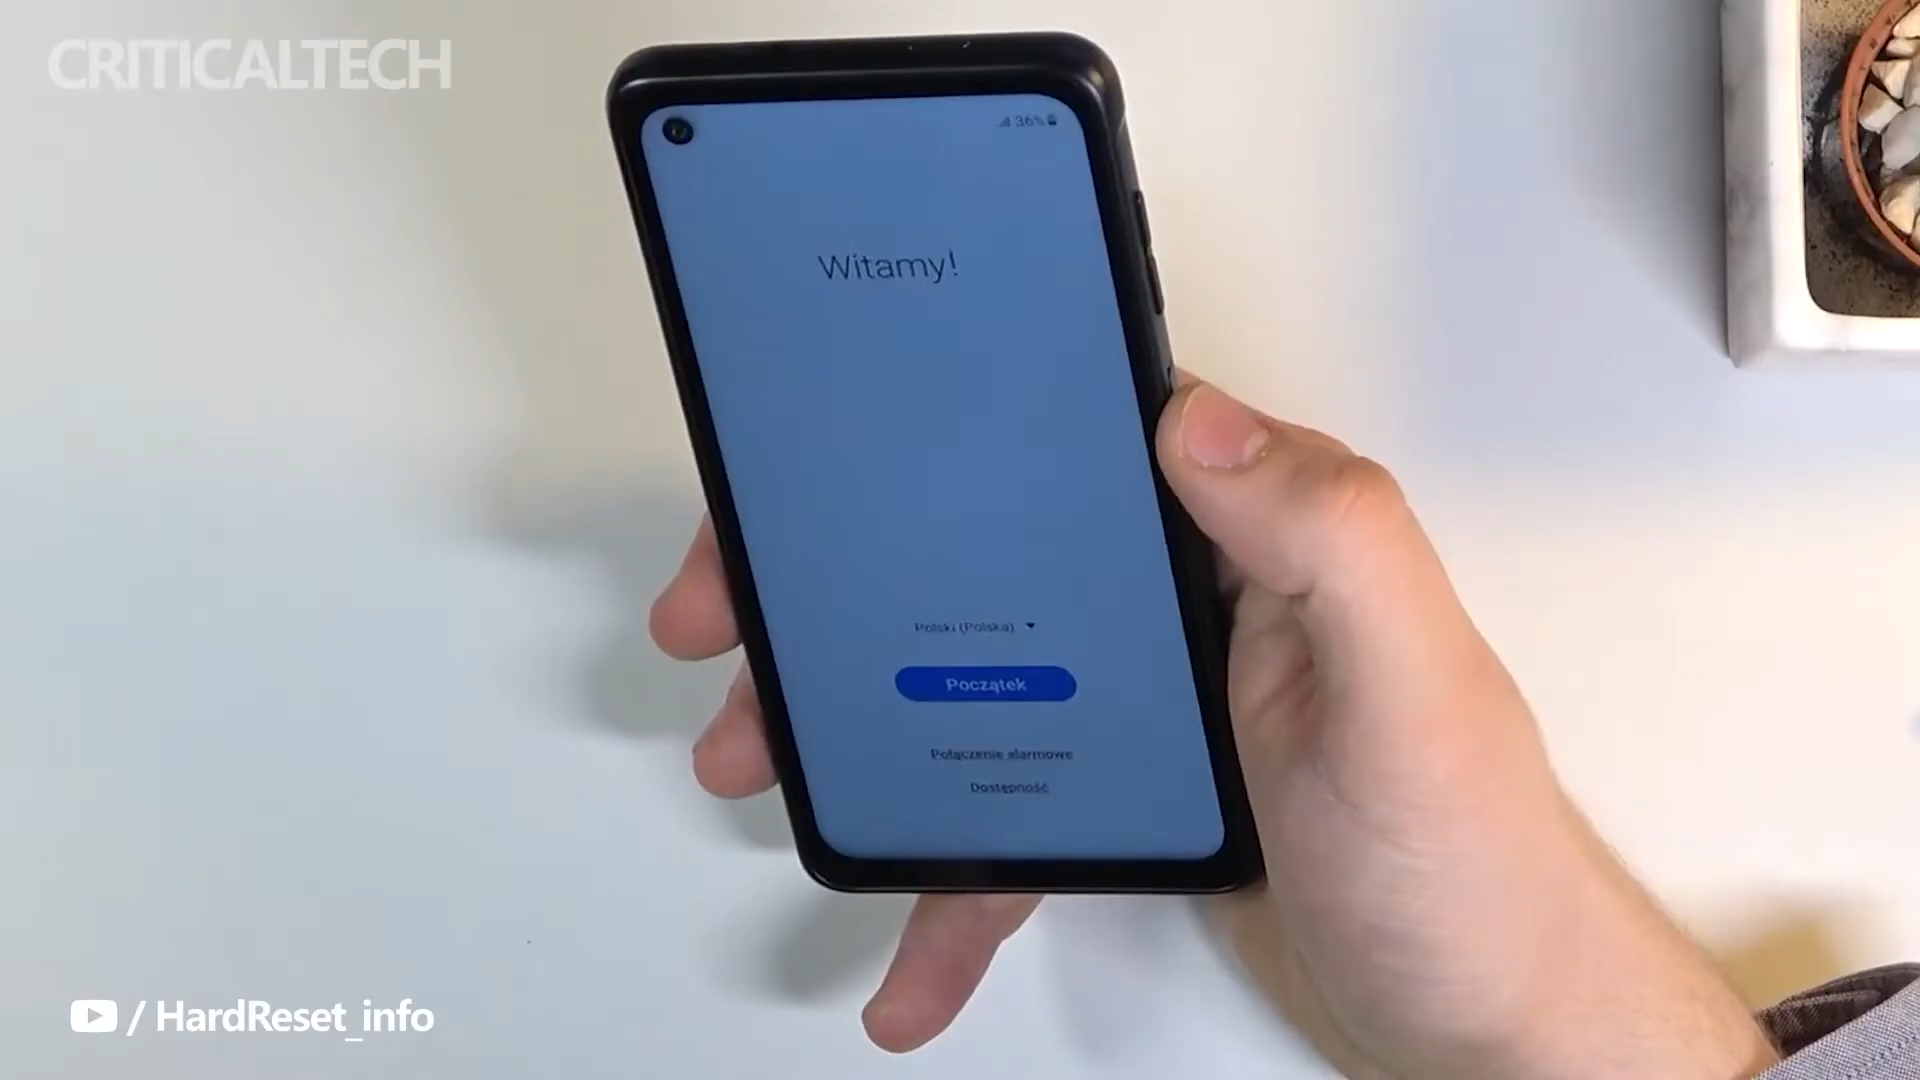 CRITICALTECH
36%
Witamy!
Polski (Polska)
Początek
Połączenie alarmowe
Dostępność
/ HardReset_info